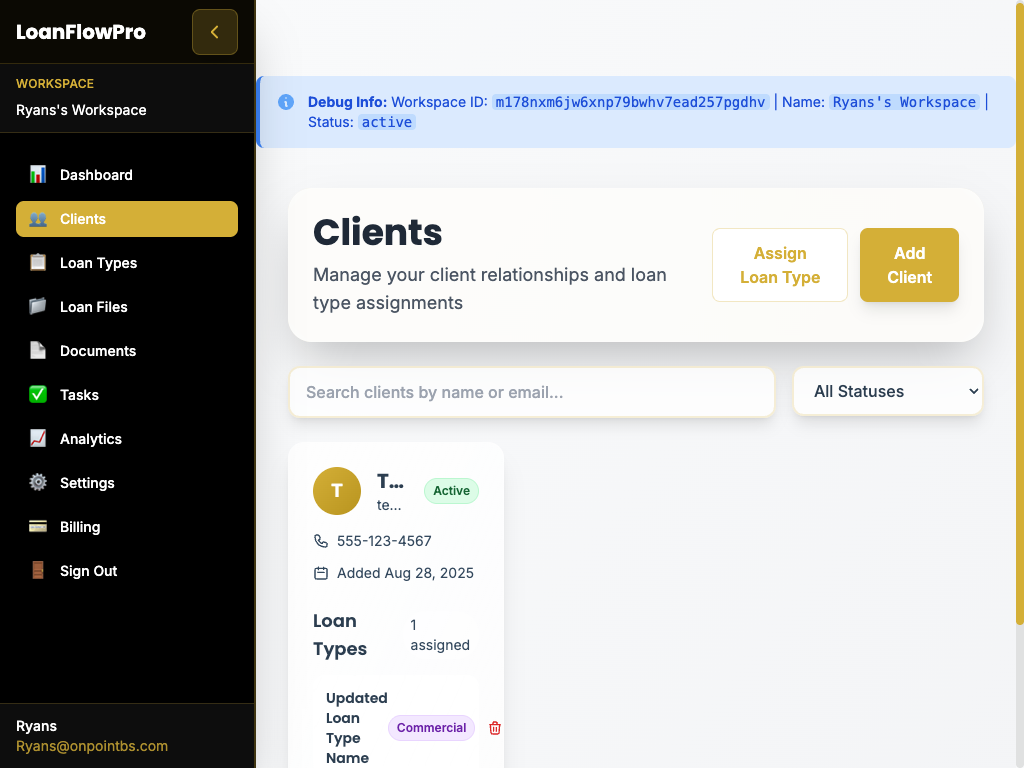 LoanFlowPro
WORKSPACE
Ryans's Workspace
Dashboard
Clients
Loan Types
Loan Files
Documents
Tasks
Analytics
Settings
Billing
Sign Out
Ryans
Ryans@onpointbs.com
Debug Info: Workspace ID: m178nxm6jw6xnp79bwhv7ead257pgdhv | Name: Ryans's Workspace |
Status: active
Clients
Manage your client relationships and loan
type assignments
Assign
Loan Type
Add
Client
Search clients by name or email...
All Statuses
T
T...
te...
Active
555-123-4567
Added Aug 28, 2025
Loan
Types
1
assigned
Updated
Loan
Type
Name
Commercial